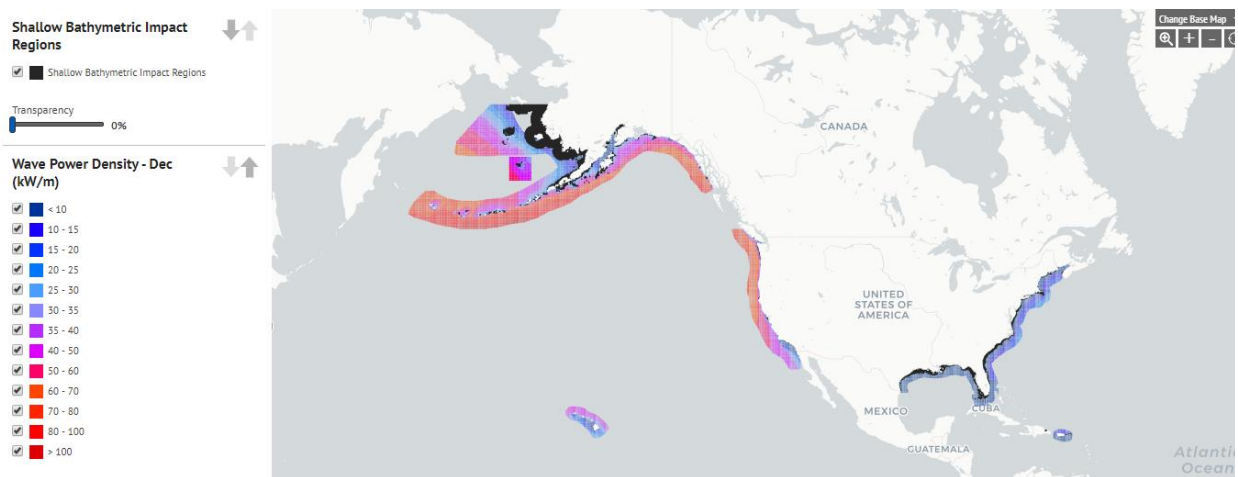 Shallow Bathymetric Impact
Regions
Shallow Bathymetric Impact Regions
Transparency
0%
Wave Power Density - Dec
(kW/m)
< 10
10 - 15
15 - 20
20 - 25
25 - 30
30 - 35
35 - 40
40 - 50
50 - 60
60 - 70
70 - 80
80 - 100
> 100
Change Base Map
CANADA
UNITED
STATES OF
AMERICA
MEXICO
CUBA
GUATEMALA
Atlantic
Ocean